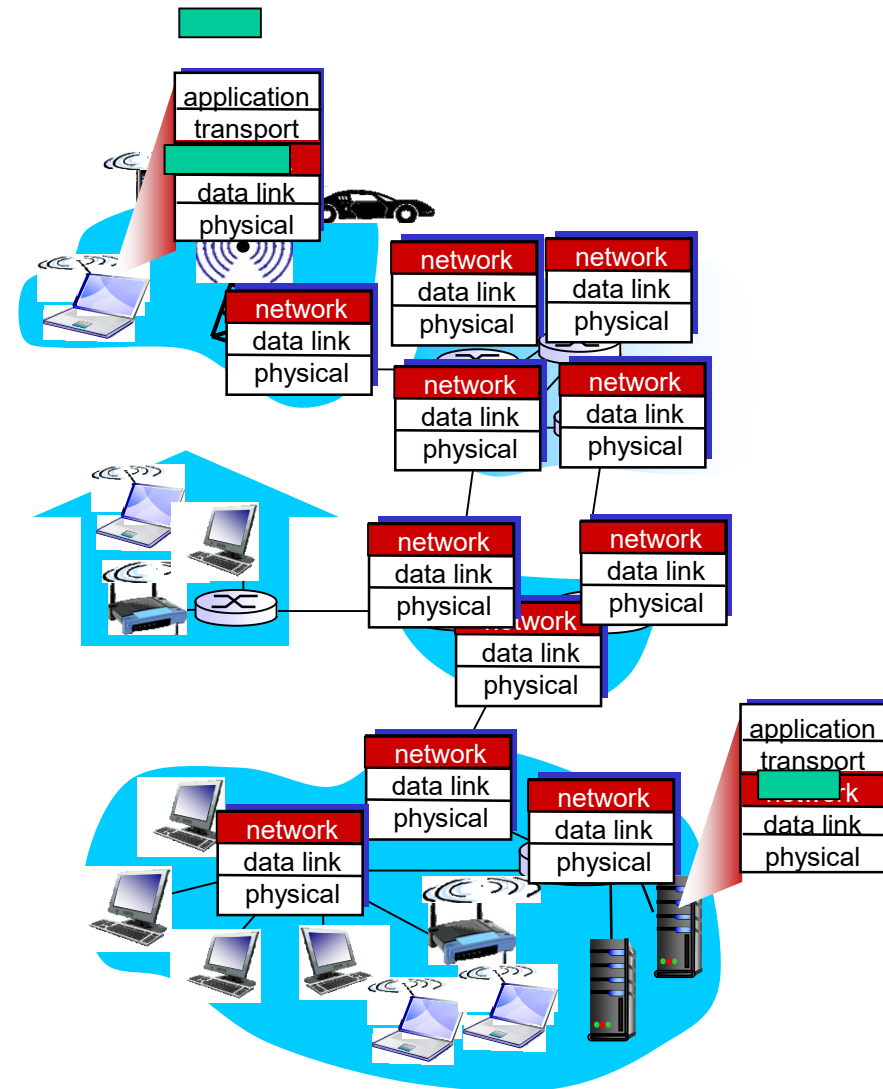 application
transport
data link
physical
network
data link
physical
network
data link
physical
network
data link
physical
network
data link
physical
network
data link
physical
network
data link
physical
network
data link
physical
network
data link
physical
application
transport
network
data link
physical
network
data link
physical
network
data link
physical
network
data link
physical